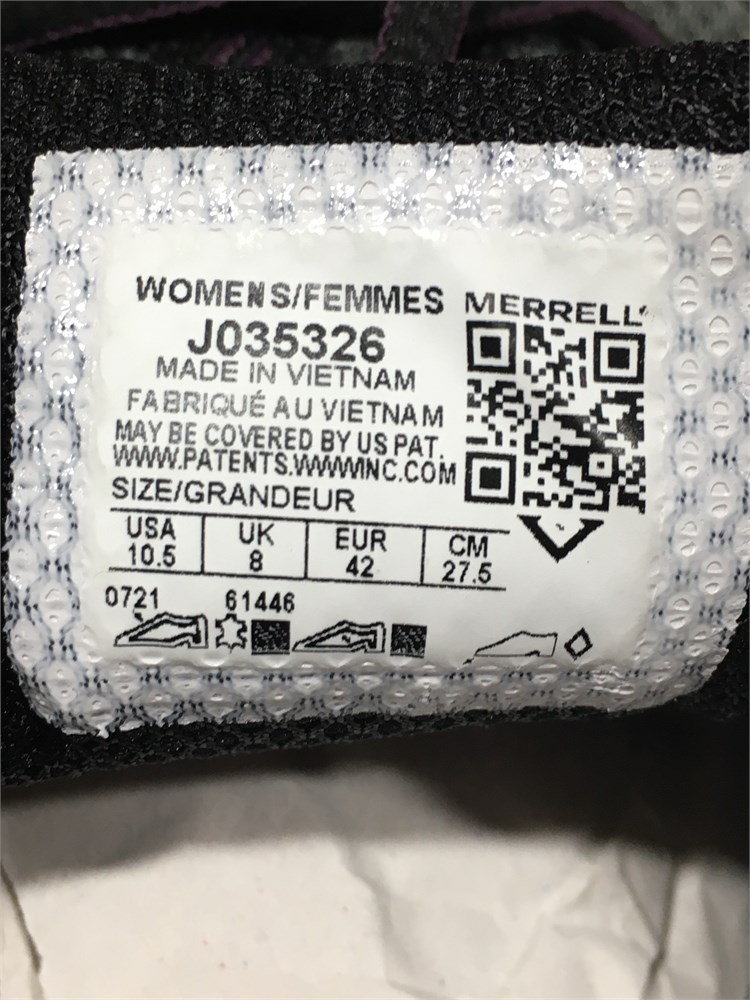 WOMENS/FEMMES
MERRELL
J035326
MADE IN VIETNAM
FABRIQUÉ AU VIETNAM
MAY BE COVERED BY US PAT.
WWW.PATENTS.WWWINC.COM
SIZE/GRANDEUR
USA UK EUR CM
10.5 8 42 27.5
0721 61446